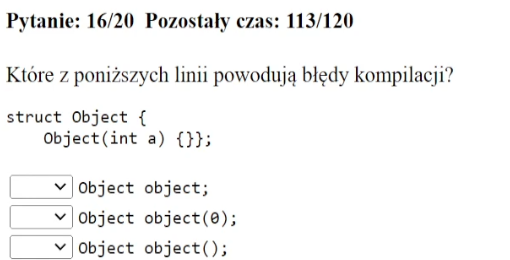 Pytanie: 16/20 Pozostały czas: 113/120
Które z poniższych linii powodują błędy kompilacji?
struct Object {
    Object(int a) {}};
Object object;
Object object(0);
Object object();